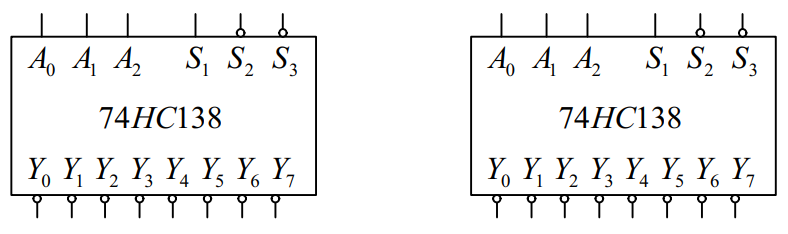 A₀ A₁ A₂ S₁ S₂ S₃ A₀ A₁ A₂ S₁ S₂ S₃
74HC138 74HC138
Y₀ Y₁ Y₂ Y₃ Y₄ Y₅ Y₆ Y₇ Y₀ Y₁ Y₂ Y₃ Y₄ Y₅ Y₆ Y₇